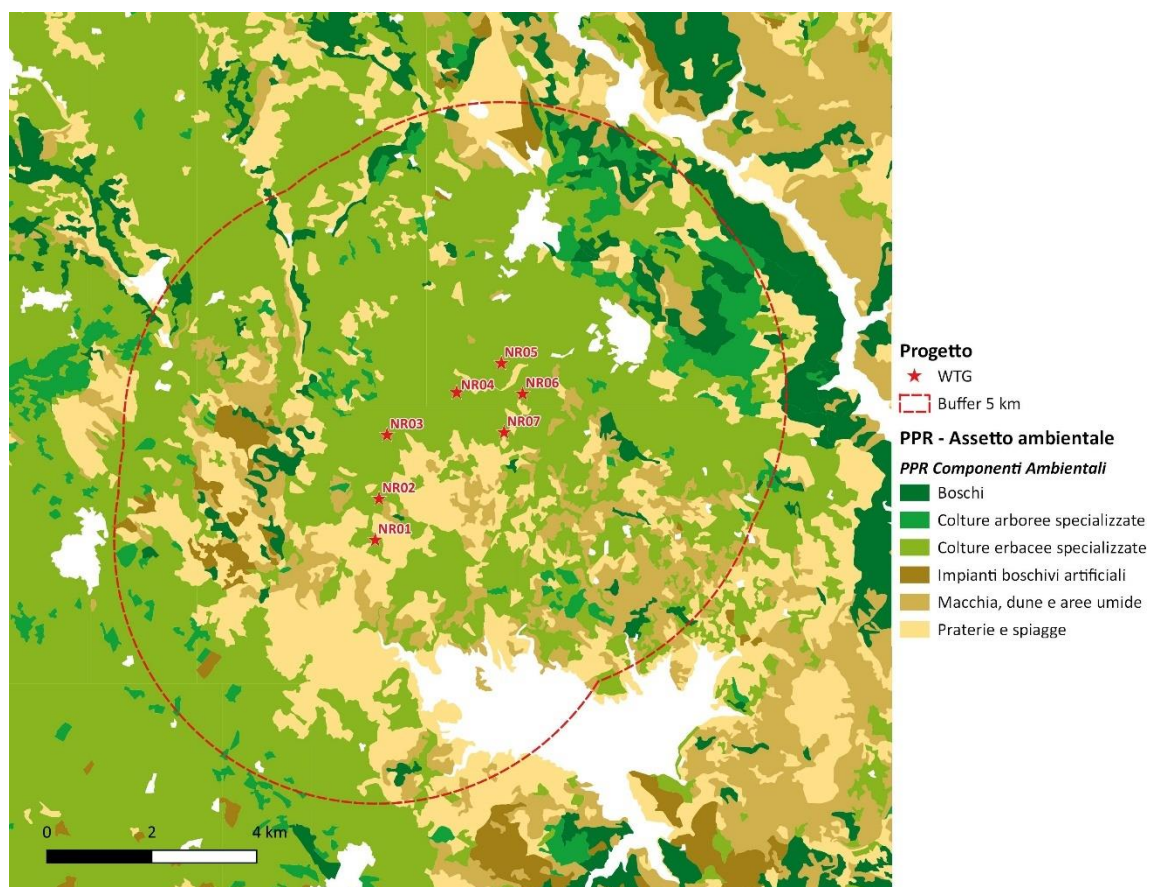 NR05
NR04
NR06
NR03
NR07
NR02
NR01
0 2 4 km
Progetto
WTG
Buffer 5 km
PPR - Assetto ambientale
PPR Componenti Ambientali
Boschi
Colture arboree specializzate
Colture erbacee specializzate
Impianti boschivi artificiali
Macchia, dune e aree umide
Praterie e spiagge